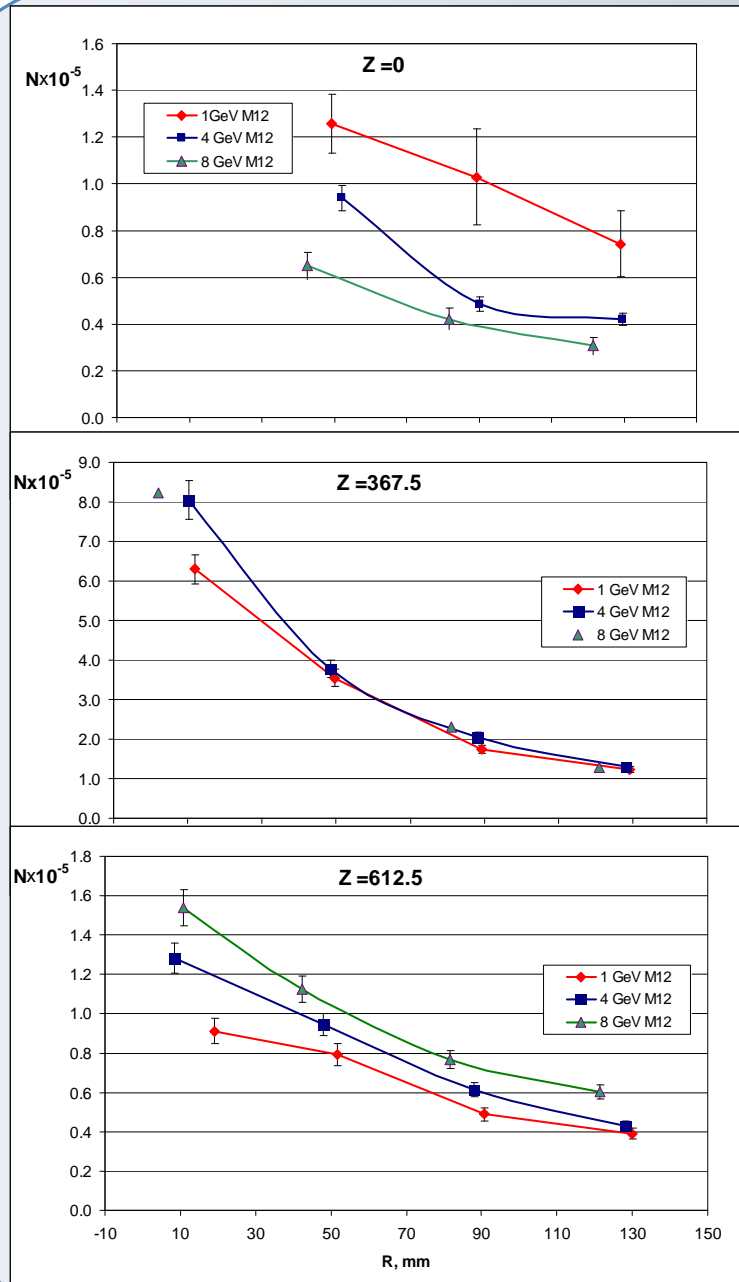 Z =0
Nx10-5
1.6
1.4
1.2
1.0
0.8
0.6
0.4
0.2
0.0
1GeV M12
4 GeV M12
8 GeV M12
Z =367.5
Nx10-5
9.0
8.0
7.0
6.0
5.0
4.0
3.0
2.0
1.0
0.0
1 GeV M12
4 GeV M12
8 GeV M12
Z =612.5
Nx10-5
1.8
1.6
1.4
1.2
1.0
0.8
0.6
0.4
0.2
0.0
1 GeV M12
4 GeV M12
8 GeV M12
-10 10 30 50 70 90 110 130 150
R, mm